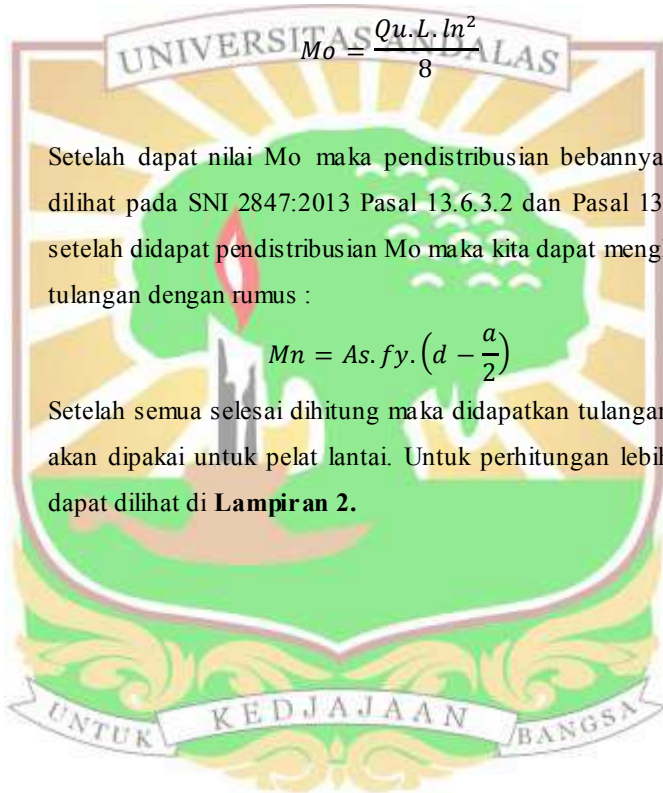 UNIVERSITAS ANDALAS
Mo = Qu.L.ln²/8
Setelah dapat nilai Mo maka pendistribusian bebannya
dilihat pada SNI 2847:2013 Pasal 13.6.3.2 dan Pasal 13
setelah didapat pendistribusian Mo maka kita dapat
tulangan dengan rumus :
Mn = As. fy. (d − a/2)
Setelah semua selesai dihitung maka didapatkan
akan dipakai untuk pelat lantai. Untuk perhitungan
dapat dilihat di Lampiran 2.
UNTUK KEDJAJAAN BANGSA